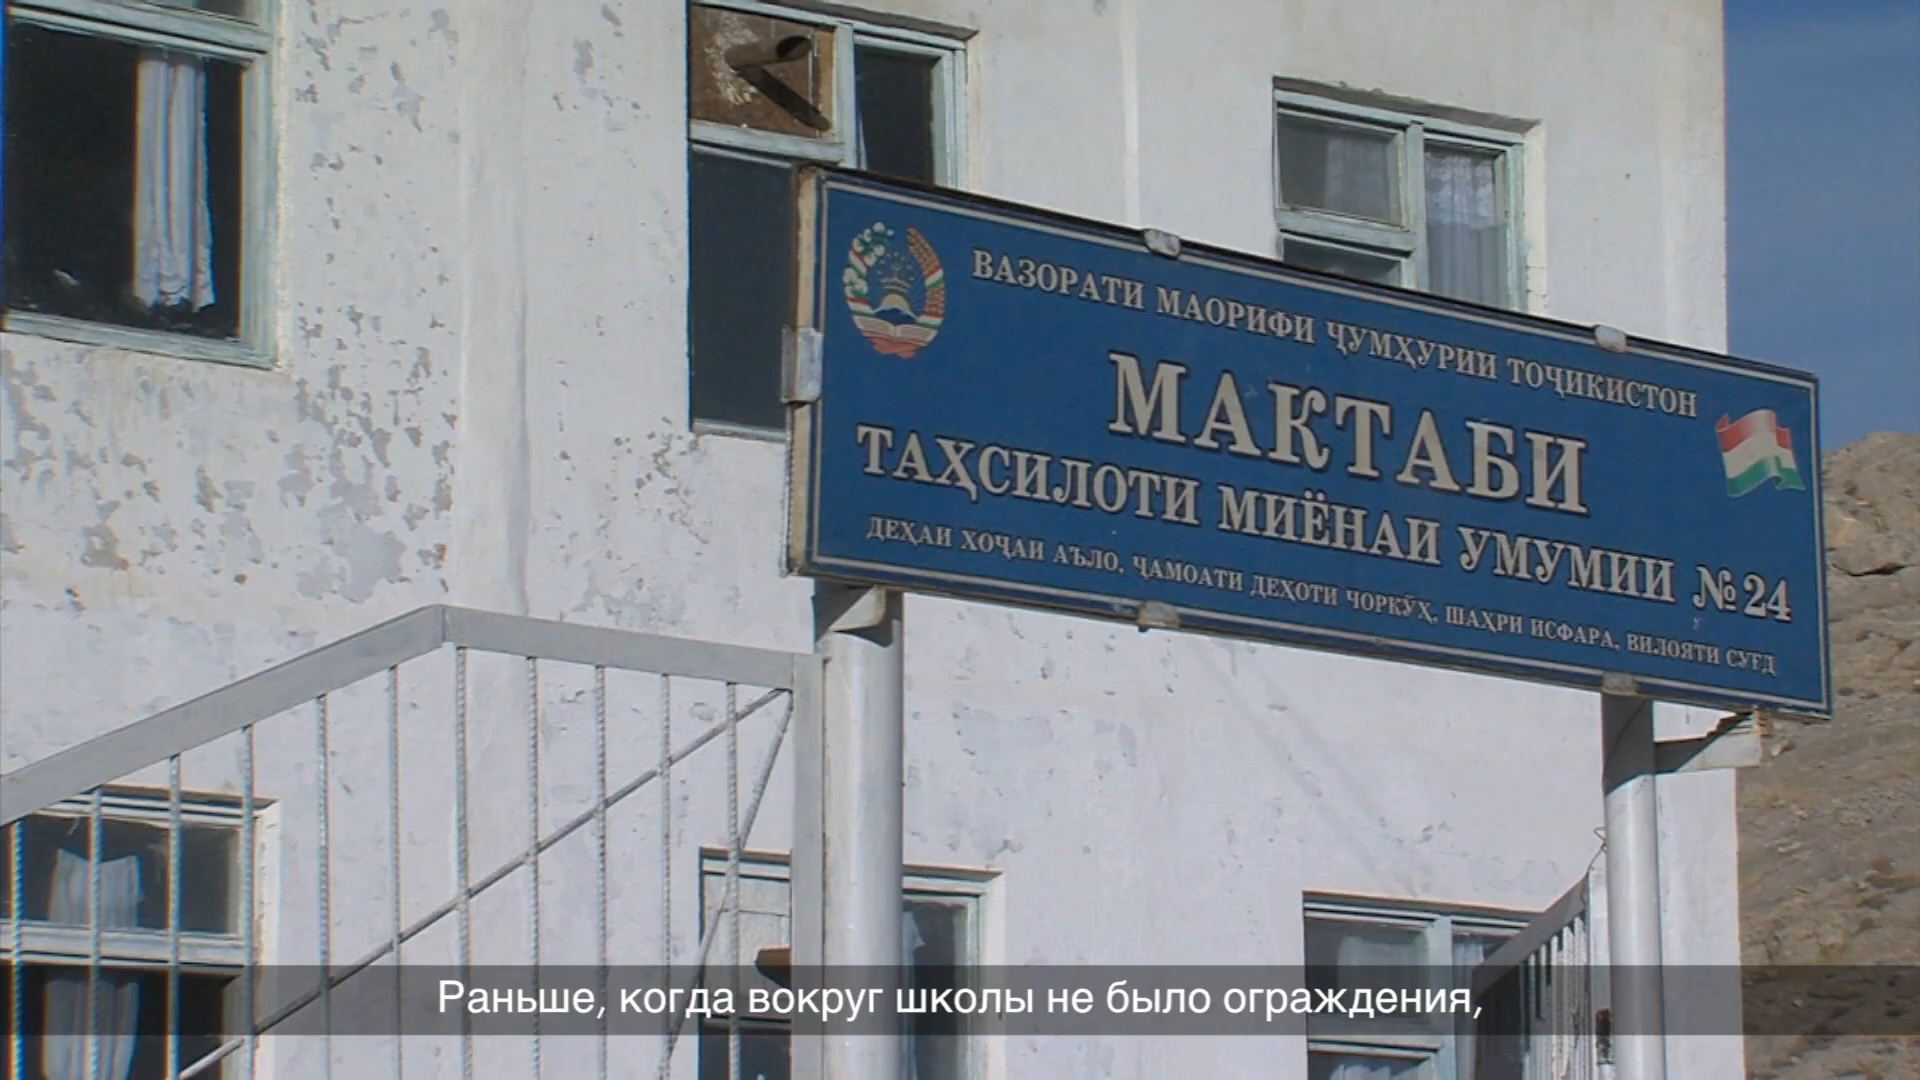 ВАЗОРАТИ МАОРИФИ ҶУМҲУРИИ ТОҶИКИСТОН
МАКТАБИ
ТАҲСИЛОТИ МИЁНАИ УМУМИИ №24
ДЕҲАИ ХОҶАИ АЪЛО, ҶАМОАТИ ДЕҲОТИ ЧОРКӮҲ, ШАҲРИ ИСФАРА, ВИЛОЯТИ СУҒД
Раньше, когда вокруг школы не было ограждения,